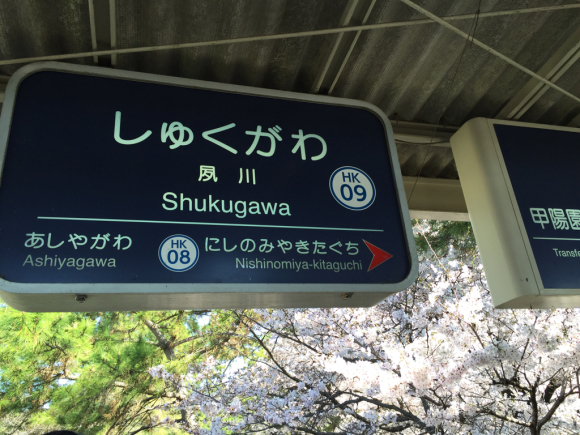 しゅくがわ
夙川
HK
09
Shukugawa
あしやがわ
Ashiyagawa
HK
08
にしのみやきたぐち
Nishinomiya-kitaguchi
甲陽園
Transfe